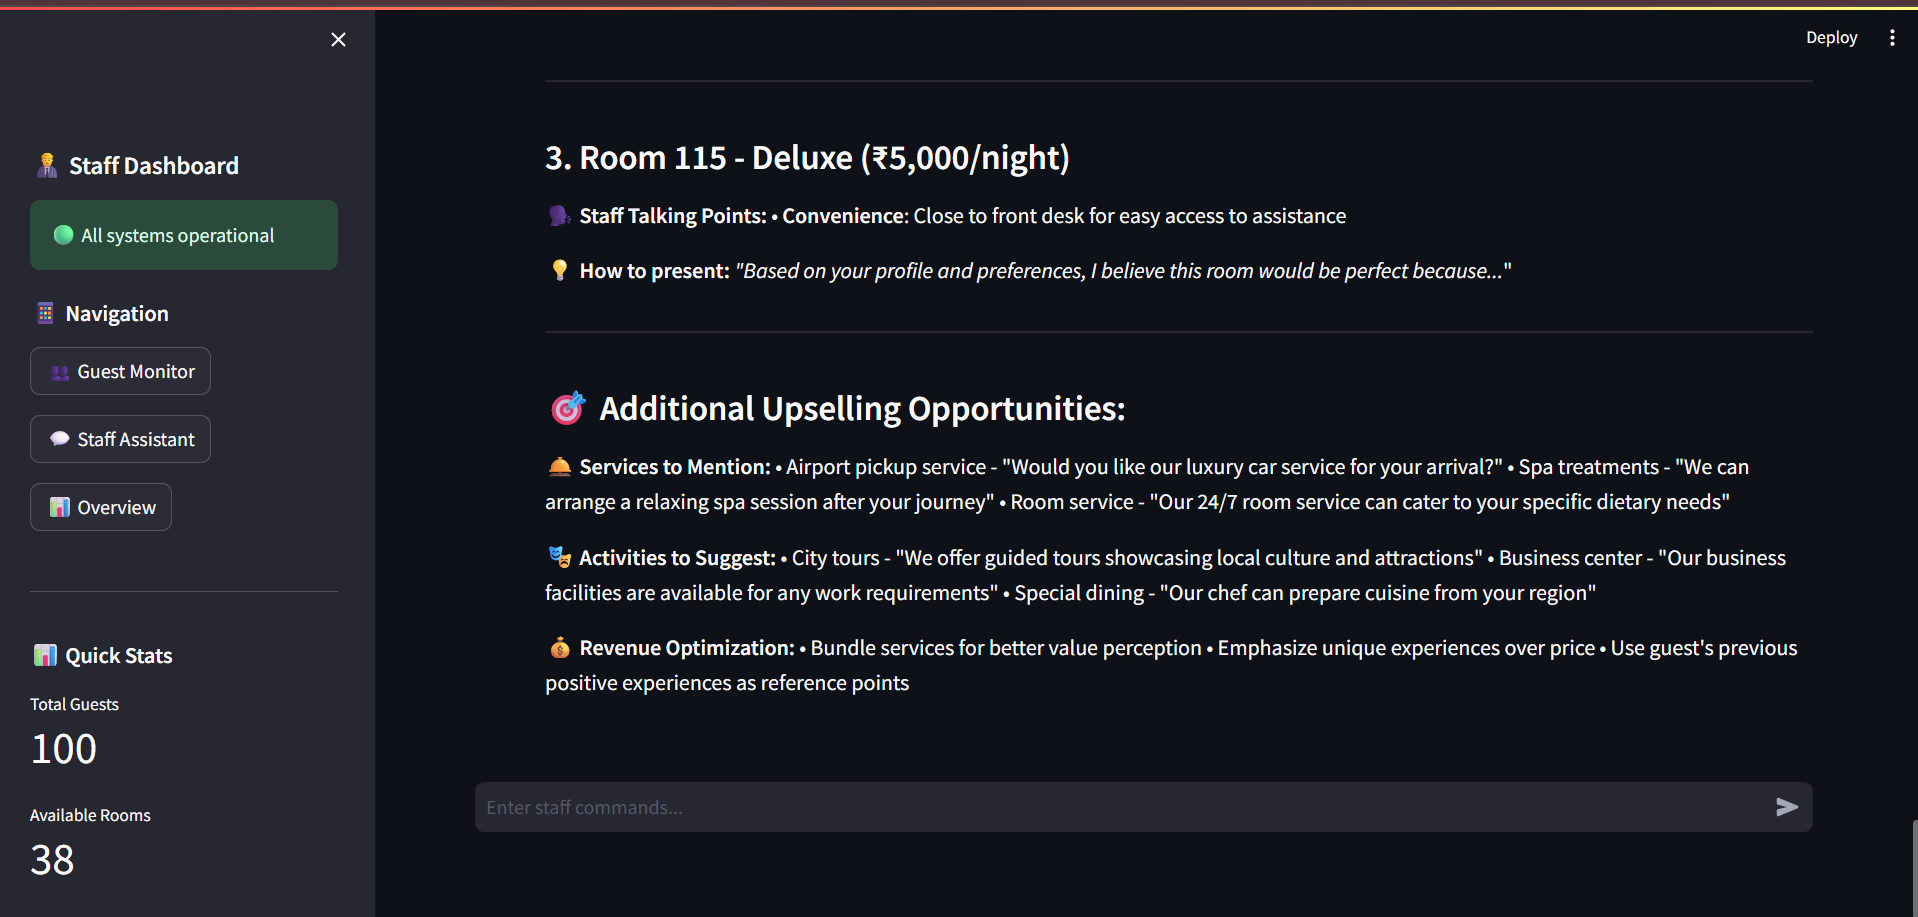 Deploy
Staff Dashboard
All systems operational
Navigation
Guest Monitor
Staff Assistant
Overview
Quick Stats
Total Guests
100
Available Rooms
38
3. Room 115 - Deluxe (₹5,000/night)
Staff Talking Points: • Convenience: Close to front desk for easy access to assistance
How to present: "Based on your profile and preferences, I believe this room would be perfect because..."
Additional Upselling Opportunities:
Services to Mention: • Airport pickup service - "Would you like our luxury car service for your arrival?" • Spa treatments - "We can
arrange a relaxing spa session after your journey" • Room service - "Our 24/7 room service can cater to your specific dietary needs"
Activities to Suggest: • City tours - "We offer guided tours showcasing local culture and attractions" • Business center - "Our business
facilities are available for any work requirements" • Special dining - "Our chef can prepare cuisine from your region"
Revenue Optimization: • Bundle services for better value perception • Emphasize unique experiences over price • Use guest's previous
positive experiences as reference points
Enter staff commands...